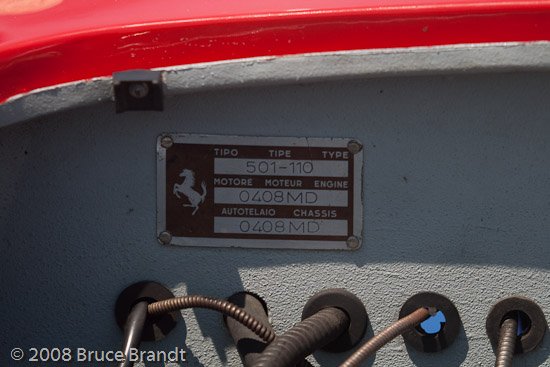 TIPO TIPE TYPE
501-110
MOTORE MOTEUR ENGINE
0408MD
AUTOTELAIO CHASSIS
0408MD
© 2008 Bruce Brandt